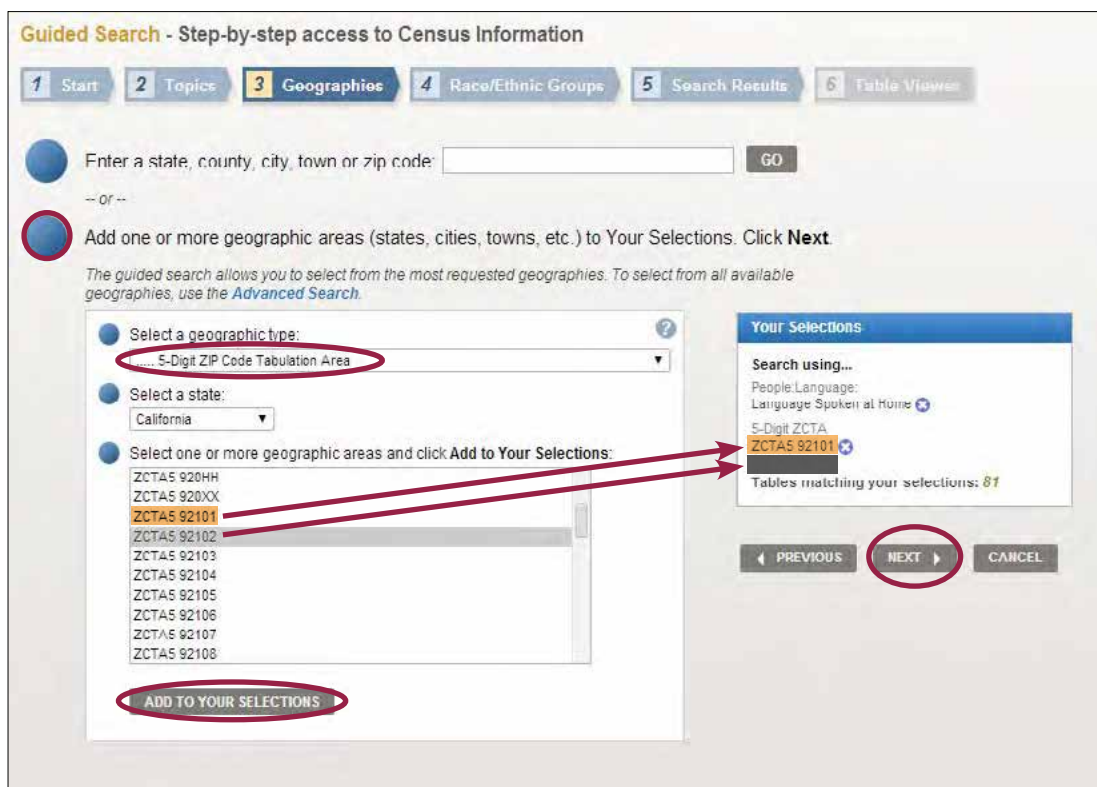 Guided Search - Step-by-step access to Census Information
1 Start 2 Topics 3 Geographies 4 Race/Ethnic Groups 5 Search Results 6 Table Viewer
Enter a state, county, city, town or zip code: GO
-- or --
Add one or more geographic areas (states, cities, towns, etc.) to Your Selections. Click Next.
The guided search allows you to select from the most requested geographies. To select from all available
geographies, use the Advanced Search.
Select a geographic type: ?
..... 5-Digit ZIP Code Tabulation Area
Select a state:
California
Select one or more geographic areas and click Add to Your Selections:
ZCTA5 920HH
ZCTA5 920XX
ZCTA5 92101
ZCTA5 92102
ZCTA5 92103
ZCTA5 92104
ZCTA5 92105
ZCTA5 92106
ZCTA5 92107
ZCTA5 92108
ADD TO YOUR SELECTIONS
Your Selections
Search using...
People:Language:
Language Spoken at Home
5-Digit ZCTA
ZCTA5 92101
Tables matching your selections: 81
PREVIOUS NEXT CANCEL